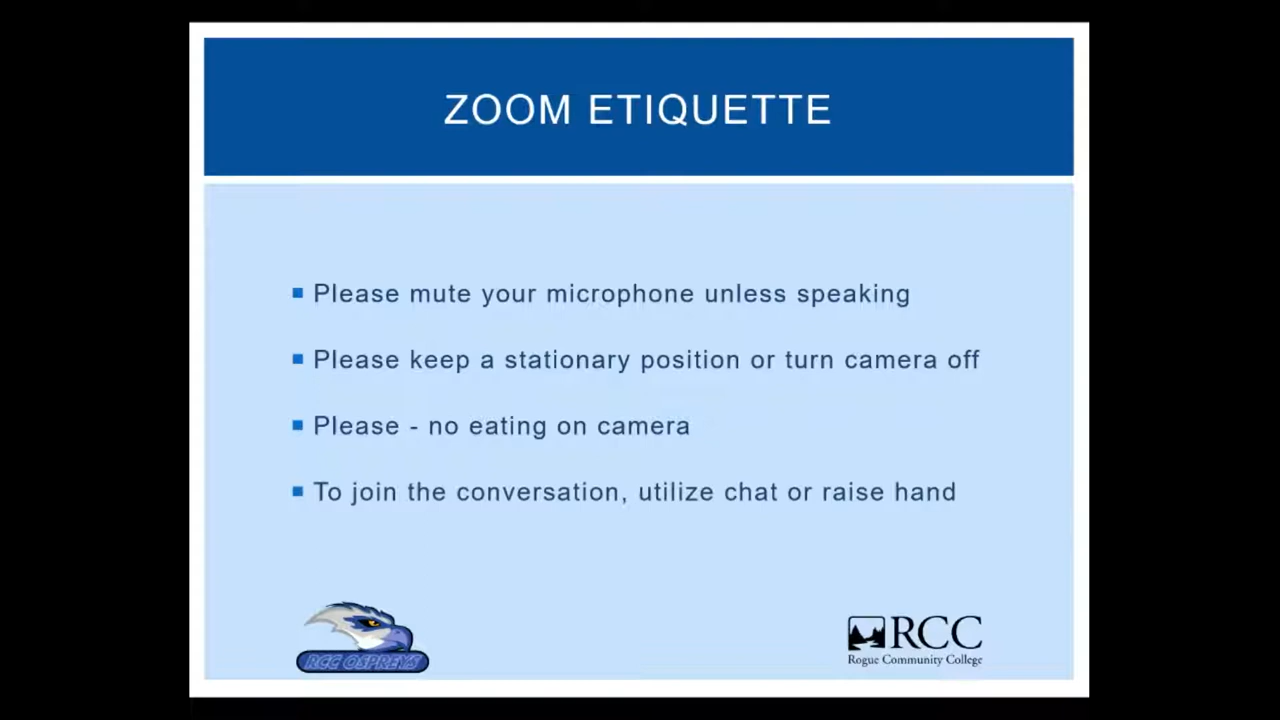 ZOOM ETIQUETTE
Please mute your microphone unless speaking
Please keep a stationary position or turn camera off
Please - no eating on camera
To join the conversation, utilize chat or raise hand
RCC OSPREYS
RCC
Rogue Community College